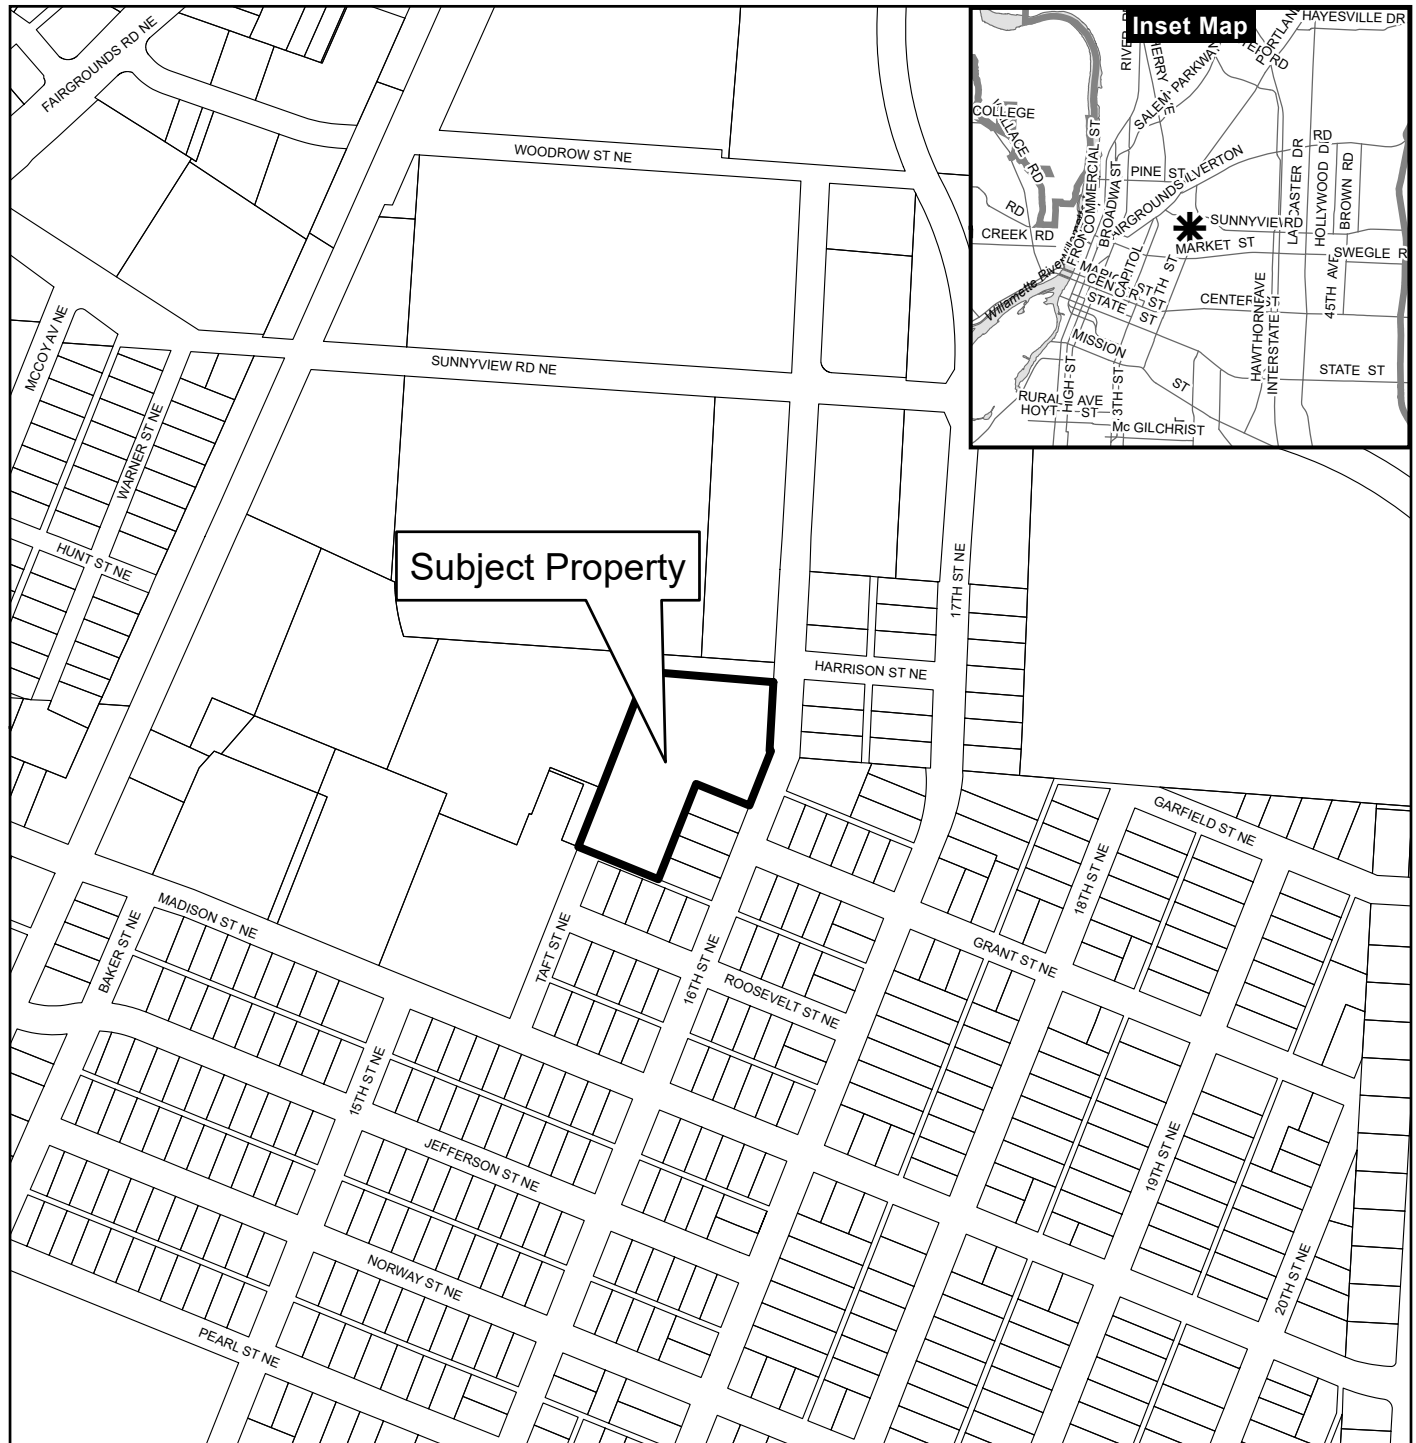 FAIRGROUNDS RD NE
WOODROW ST NE
SUNNYVIEW RD NE
MCCOY AV NE
WARNER ST NE
HUNT ST NE
Subject Property
17TH ST NE
HARRISON ST NE
GARFIELD ST NE
18TH ST NE
GRANT ST NE
MADISON ST NE
BAKER ST NE
TAFT ST NE
16TH ST NE
ROOSEVELT ST NE
15TH ST NE
JEFFERSON ST NE
19TH ST NE
NORWAY ST NE
20TH ST NE
PEARL ST NE
Inset Map
HAYESVILLE DR
SALEM PARKWAY
COLLEGE
WALLACE RD
RD
CREEK RD
COMMERCIAL ST
BROADWAY ST
PINE ST
RD
HOLLYWOOD D
BROWN RD
SUNNYVIEW RD
MARKET ST
SWEGLE R
45TH AVE
Willamette River
CENTER ST
STATE ST
CENTER ST
HAWTHORNE AVE
INTERSTATE
MISSION
ST
STATE ST
HIGH ST
RURAL AVE
HOYT ST
Mc GILCHRIST